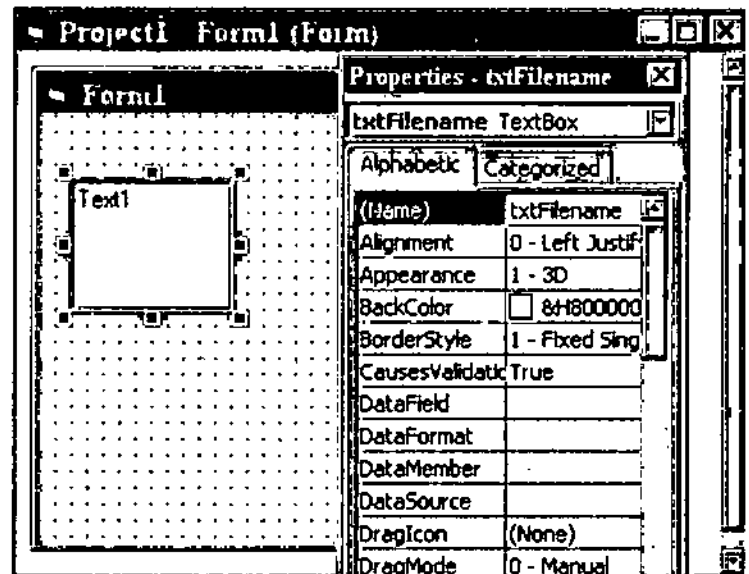 Project1 Form1 (Form)
Form1
Text1
Properties - txtFilename
txtFilename TextBox
Alphabetic Categorized
(Name) txtFilename
Alignment 0 - Left Justif
Appearance 1 - 3D
BackColor &H800000
BorderStyle 1 - Fixed Sing
CausesValidatic True
DataField
DataFormat
DataMember
DataSource
DragIcon (None)
DragMode 0 - Manual